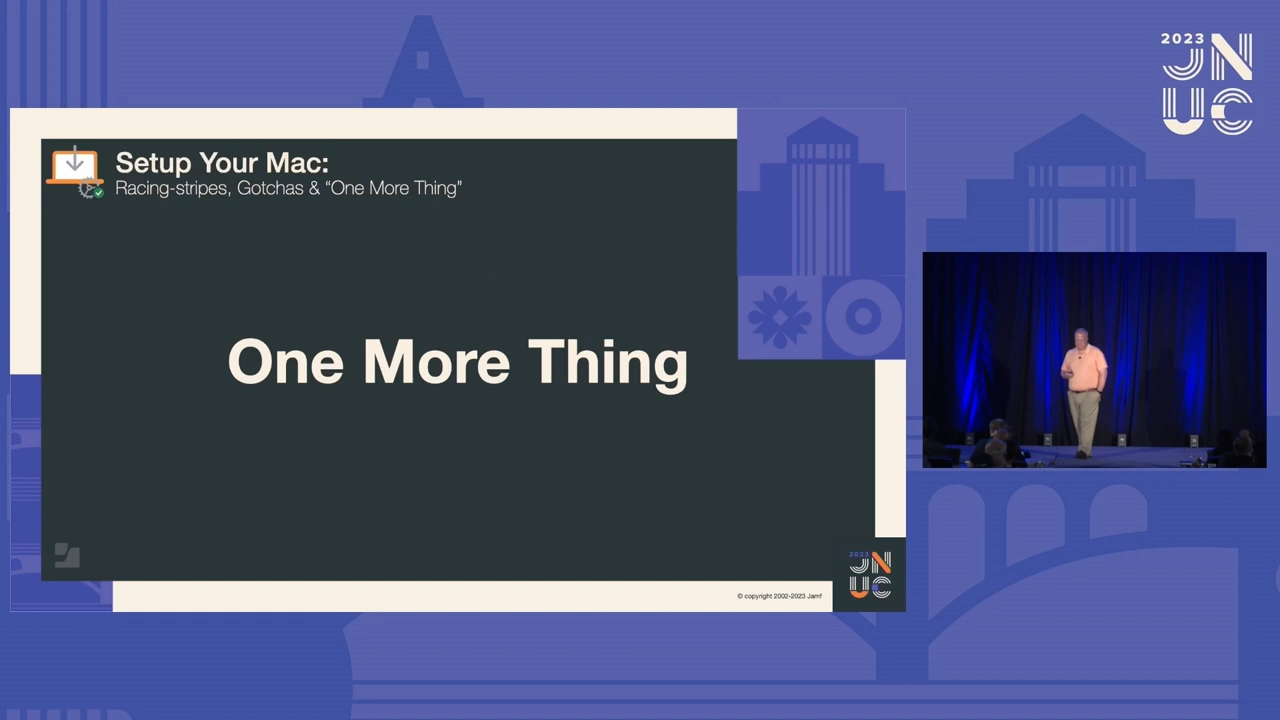 2023
JN
UC
Setup Your Mac:
Racing-stripes, Gotchas & “One More Thing”
One More Thing
2023
JN
UC
© copyright 2002-2023 Jamf